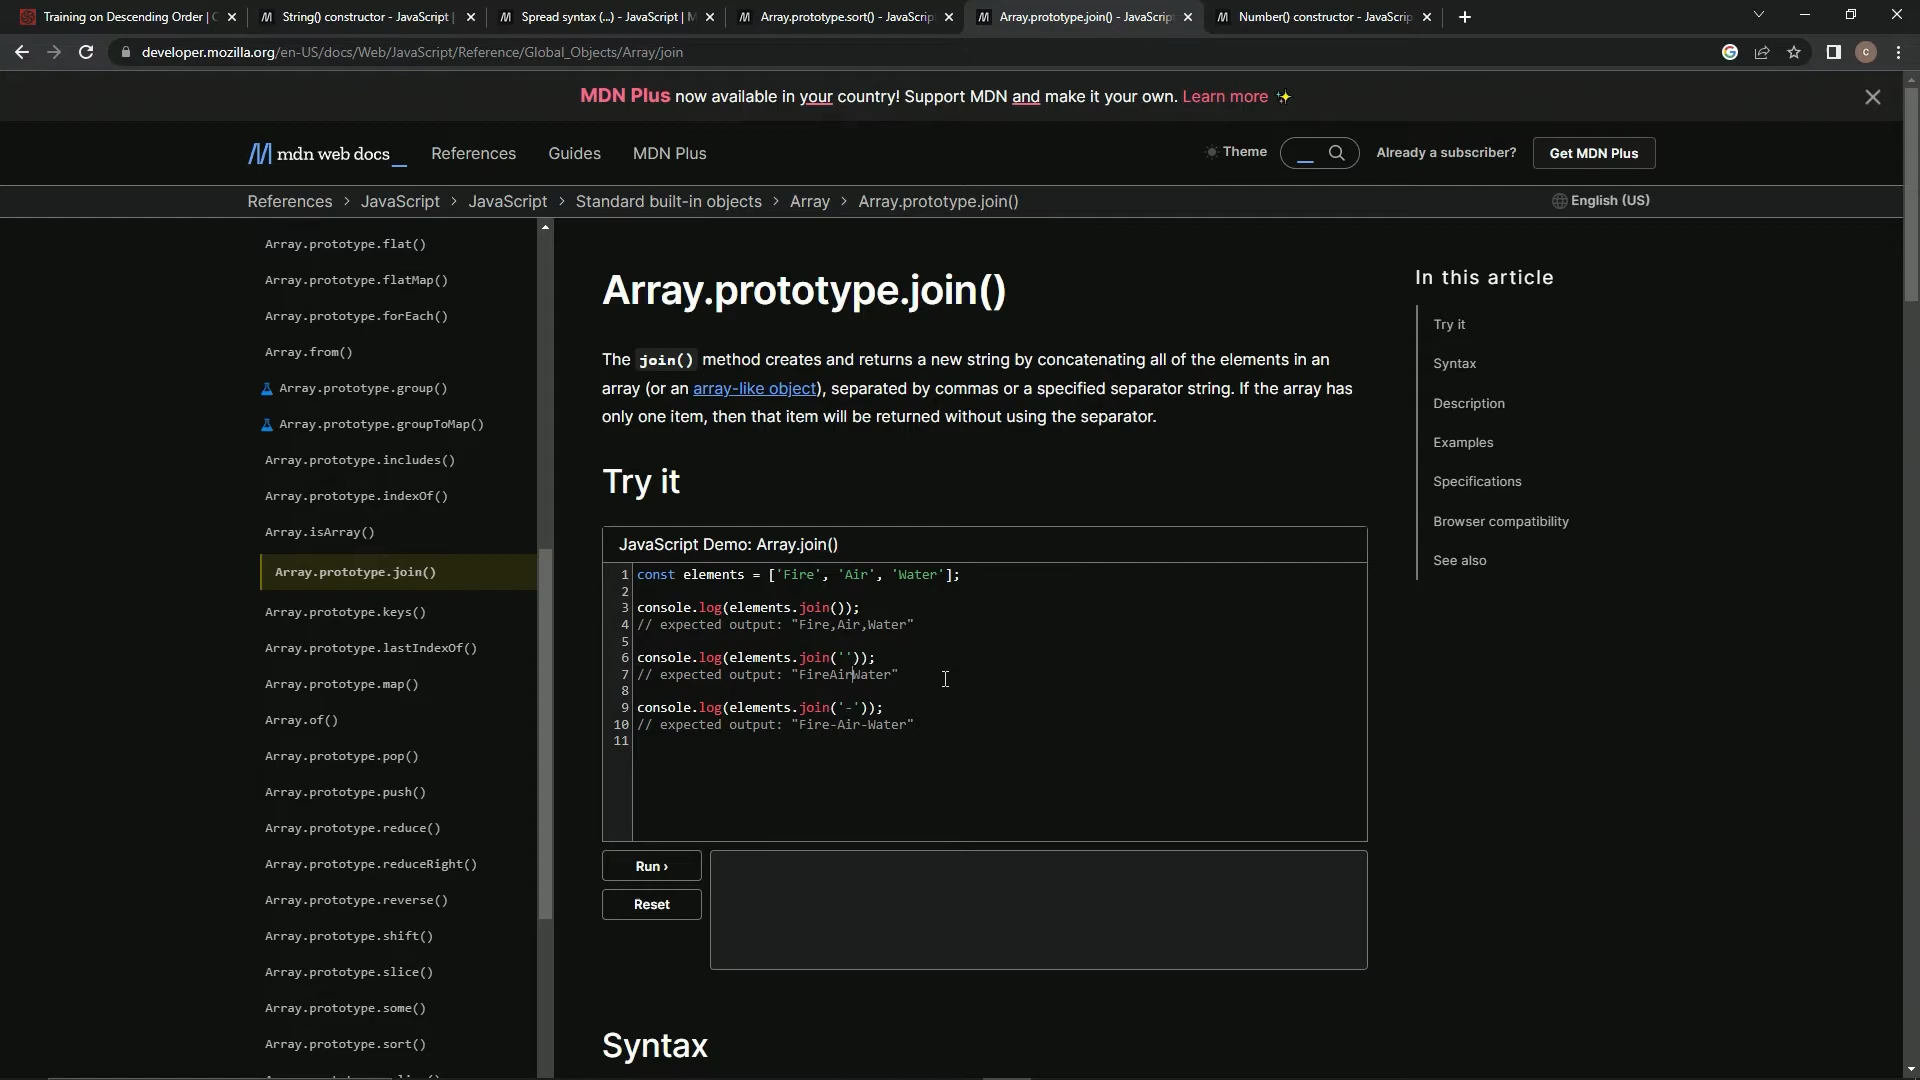 Training on Descending Order | C
String() constructor - JavaScript |
Spread syntax (...) - JavaScript | M
Array.prototype.sort() - JavaScrip
Array.prototype.join() - JavaScrip
Number() constructor - JavaScrip
developer.mozilla.org/en-US/docs/Web/JavaScript/Reference/Global_Objects/Array/join
C
MDN Plus now available in your country! Support MDN and make it your own. Learn more ✨
mdn web docs_
References
Guides
MDN Plus
Theme
Already a subscriber?
Get MDN Plus
References > JavaScript > JavaScript > Standard built-in objects > Array > Array.prototype.join()
English (US)
Array.prototype.flat()
Array.prototype.flatMap()
Array.prototype.forEach()
Array.from()
Array.prototype.group()
Array.prototype.groupToMap()
Array.prototype.includes()
Array.prototype.indexOf()
Array.isArray()
Array.prototype.join()
Array.prototype.keys()
Array.prototype.lastIndexOf()
Array.prototype.map()
Array.of()
Array.prototype.pop()
Array.prototype.push()
Array.prototype.reduce()
Array.prototype.reduceRight()
Array.prototype.reverse()
Array.prototype.shift()
Array.prototype.slice()
Array.prototype.some()
Array.prototype.sort()
Array.prototype.join()
The join() method creates and returns a new string by concatenating all of the elements in an
array (or an array-like object), separated by commas or a specified separator string. If the array has
only one item, then that item will be returned without using the separator.
Try it
JavaScript Demo: Array.join()
1 const elements = ['Fire', 'Air', 'Water'];
2
3 console.log(elements.join());
4 // expected output: "Fire,Air,Water"
5
6 console.log(elements.join(''));
7 // expected output: "FireAirWater"
8
9 console.log(elements.join('-'));
10 // expected output: "Fire-Air-Water"
11
Run ›
Reset
Syntax
In this article
Try it
Syntax
Description
Examples
Specifications
Browser compatibility
See also